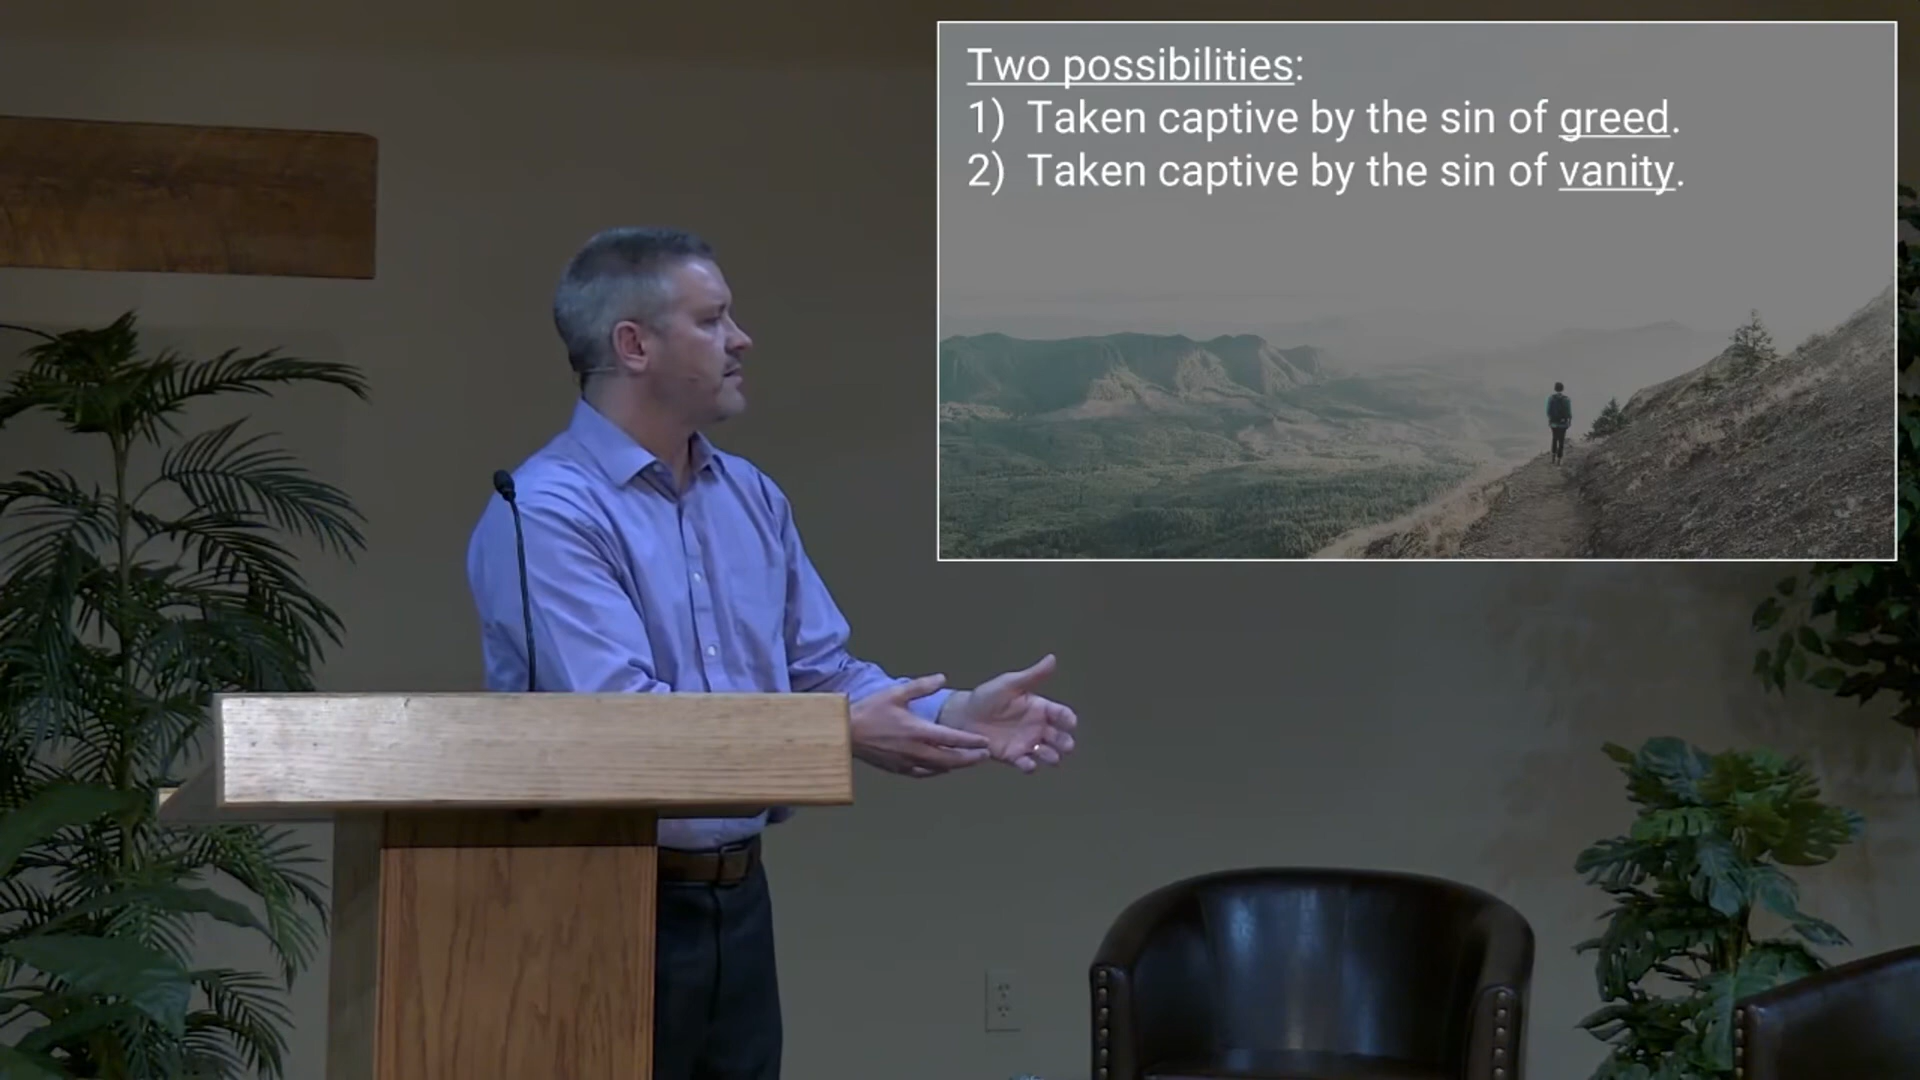 Two possibilities:
1) Taken captive by the sin of greed.
2) Taken captive by the sin of vanity.